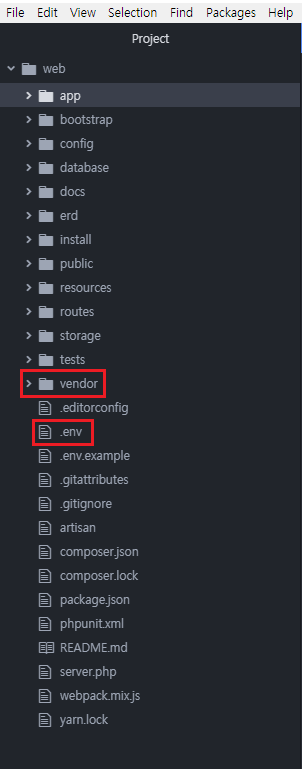 File Edit View Selection Find Packages Help
Project
web
app
bootstrap
config
database
docs
erd
install
public
resources
routes
storage
tests
vendor
.editorconfig
.env
.env.example
.gitattributes
.gitignore
artisan
composer.json
composer.lock
package.json
phpunit.xml
README.md
server.php
webpack.mix.js
yarn.lock